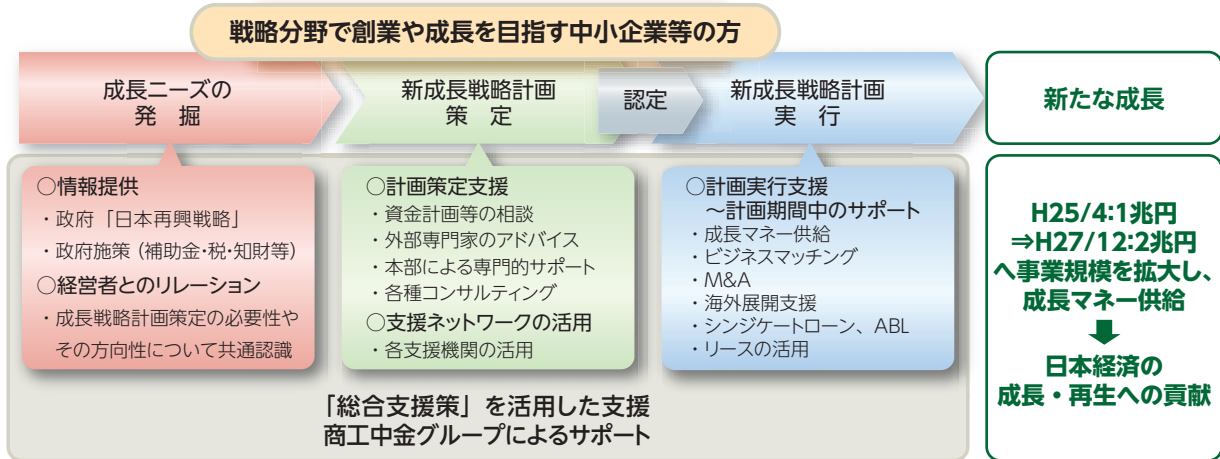 戦略分野で創業や成長を目指す中小企業等の方
成長ニーズの
発 掘
新成長戦略計画
策 定
認定
新成長戦略計画
実 行
新たな成長
○情報提供
・政府「日本再興戦略」
・政府施策（補助金・税・知財等）
○経営者とのリレーション
・成長戦略計画策定の必要性や
その方向性について共通認識
○計画策定支援
・資金計画等の相談
・外部専門家のアドバイス
・本部による専門的サポート
・各種コンサルティング
○支援ネットワークの活用
・各支援機関の活用
○計画実行支援
～計画期間中のサポート
・成長マネー供給
・ビジネスマッチング
・M&A
・海外展開支援
・シンジケートローン、ABL
・リースの活用
H25/4:1兆円
⇒H27/12:2兆円
へ事業規模を拡大し、
成長マネー供給
日本経済の
成長・再生への貢献
「総合支援策」を活用した支援
商工中金グループによるサポート